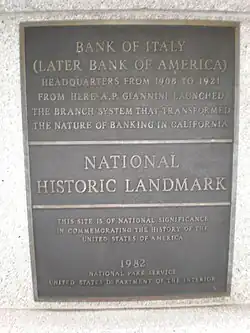 BANK OF ITALY
(LATER BANK OF AMERICA)
HEADQUARTERS FROM 1908 TO 1921
FROM HERE A.P. GIANNINI LAUNCHED
THE BRANCH SYSTEM THAT TRANSFORMED
THE NATURE OF BANKING IN CALIFORNIA
NATIONAL
HISTORIC LANDMARK
THIS SITE IS OF NATIONAL SIGNIFICANCE
IN COMMEMORATING THE HISTORY OF THE
UNITED STATES OF AMERICA
1982
NATIONAL PARK SERVICE
UNITED STATES DEPARTMENT OF THE INTERIOR